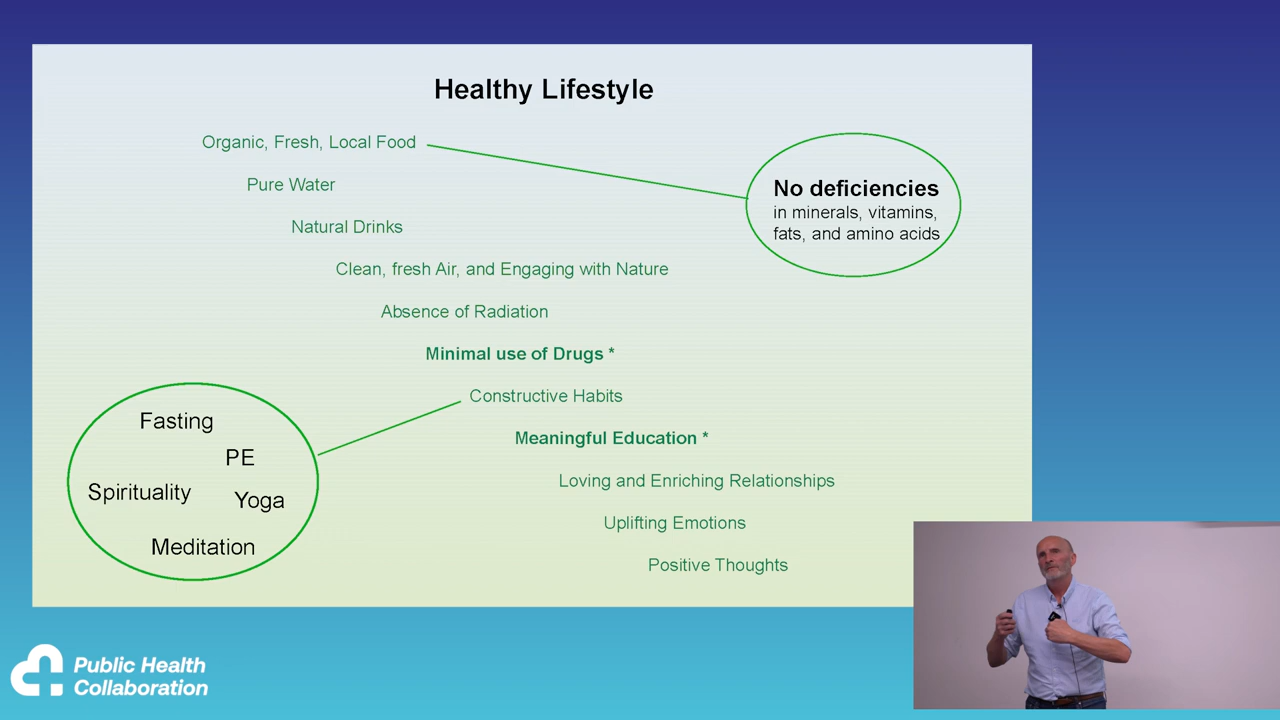 Healthy Lifestyle
Organic, Fresh, Local Food
Pure Water
Natural Drinks
Clean, fresh Air, and Engaging with Nature
Absence of Radiation
Minimal use of Drugs *
Constructive Habits
Meaningful Education *
Loving and Enriching Relationships
Uplifting Emotions
Positive Thoughts
No deficiencies
in minerals, vitamins,
fats, and amino acids
Fasting
PE
Spirituality
Yoga
Meditation
Public Health
Collaboration